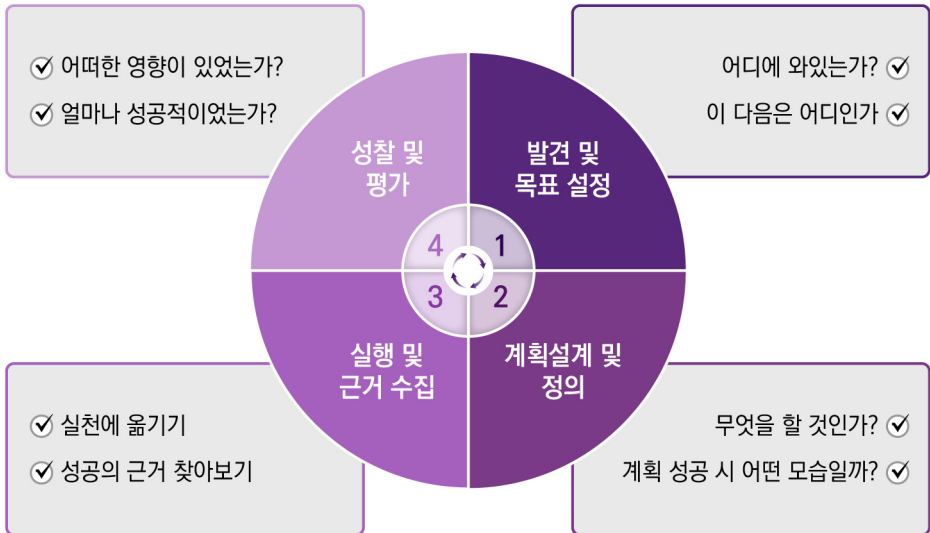 어떠한 영향이 있었는가?
얼마나 성공적이었는가?
어디에 와있는가?
이 다음은 어디인가
성찰 및
평가
발견 및
목표 설정
4
1
3
2
실행 및
근거 수집
계획설계 및
정의
실천에 옮기기
성공의 근거 찾아보기
무엇을 할 것인가?
계획 성공 시 어떤 모습일까?